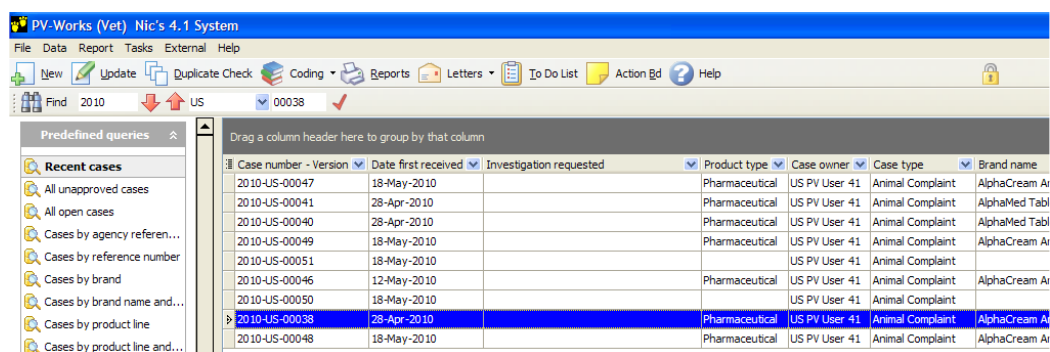 PV-Works (Vet) Nic's 4.1 System
File Data Report Tasks External Help
New Update Duplicate Check Coding Reports Letters To Do List Action Bd Help
Find 2010 US 00038
Predefined queries
Recent cases
All unapproved cases
All open cases
Cases by agency referen...
Cases by reference number
Cases by brand
Cases by brand name and...
Cases by product line
Cases by product line and...
Drag a column header here to group by that column
Case number - Version Date first received Investigation requested Product type Case owner Case type Brand name
2010-US-00047 18-May-2010 Pharmaceutical US PV User 41 Animal Complaint AlphaCream An
2010-US-00041 28-Apr-2010 Pharmaceutical US PV User 41 Animal Complaint AlphaMed Tabl
2010-US-00040 28-Apr-2010 Pharmaceutical US PV User 41 Animal Complaint AlphaMed Tabl
2010-US-00049 18-May-2010 Pharmaceutical US PV User 41 Animal Complaint AlphaCream An
2010-US-00051 18-May-2010 US PV User 41 Animal Complaint
2010-US-00046 12-May-2010 Pharmaceutical US PV User 41 Animal Complaint AlphaCream An
2010-US-00050 18-May-2010 US PV User 41 Animal Complaint
2010-US-00038 28-Apr-2010 Pharmaceutical US PV User 41 Animal Complaint AlphaCream An
2010-US-00048 18-May-2010 Pharmaceutical US PV User 41 Animal Complaint AlphaCream An